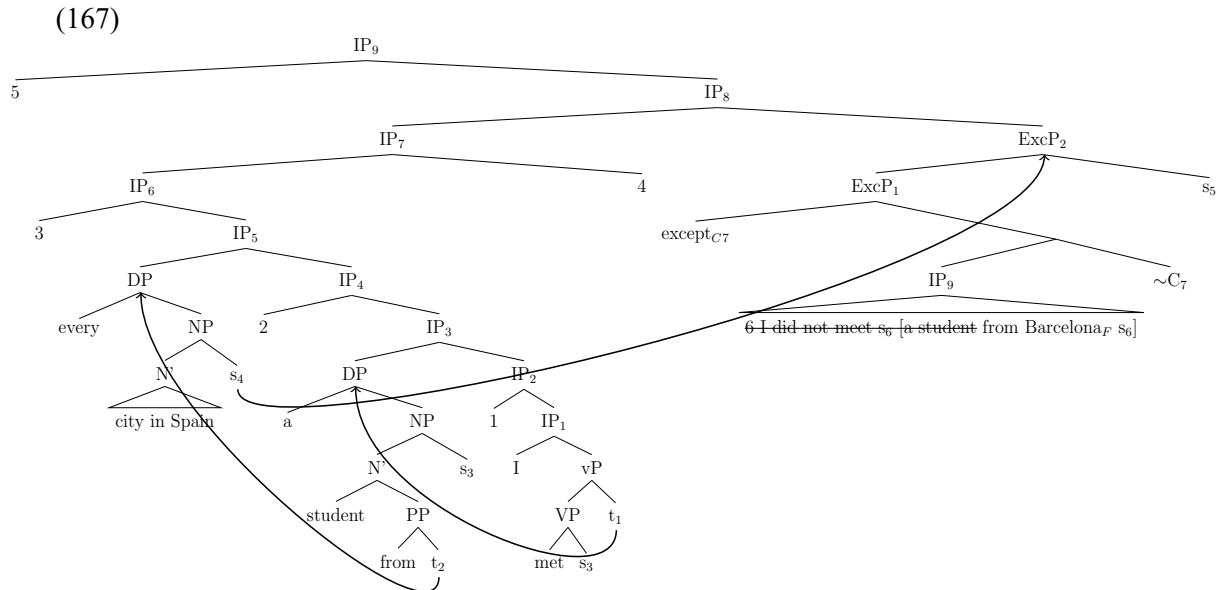 (167)
IP₉
5 IP₈
IP₇ ExcP₂
IP₆ 4 ExcP₁ s₅
3 IP₅ except_C7
DP IP₄ IP₉ ~C₇
every NP 2 IP₃ 6 I did not meet s₆ [a student from Barcelona_F s₆]
N' s₄ DP IP₂
city in Spain a NP 1 IP₁
N' s₃ I vP
student PP VP t₁
from t₂ met s₃